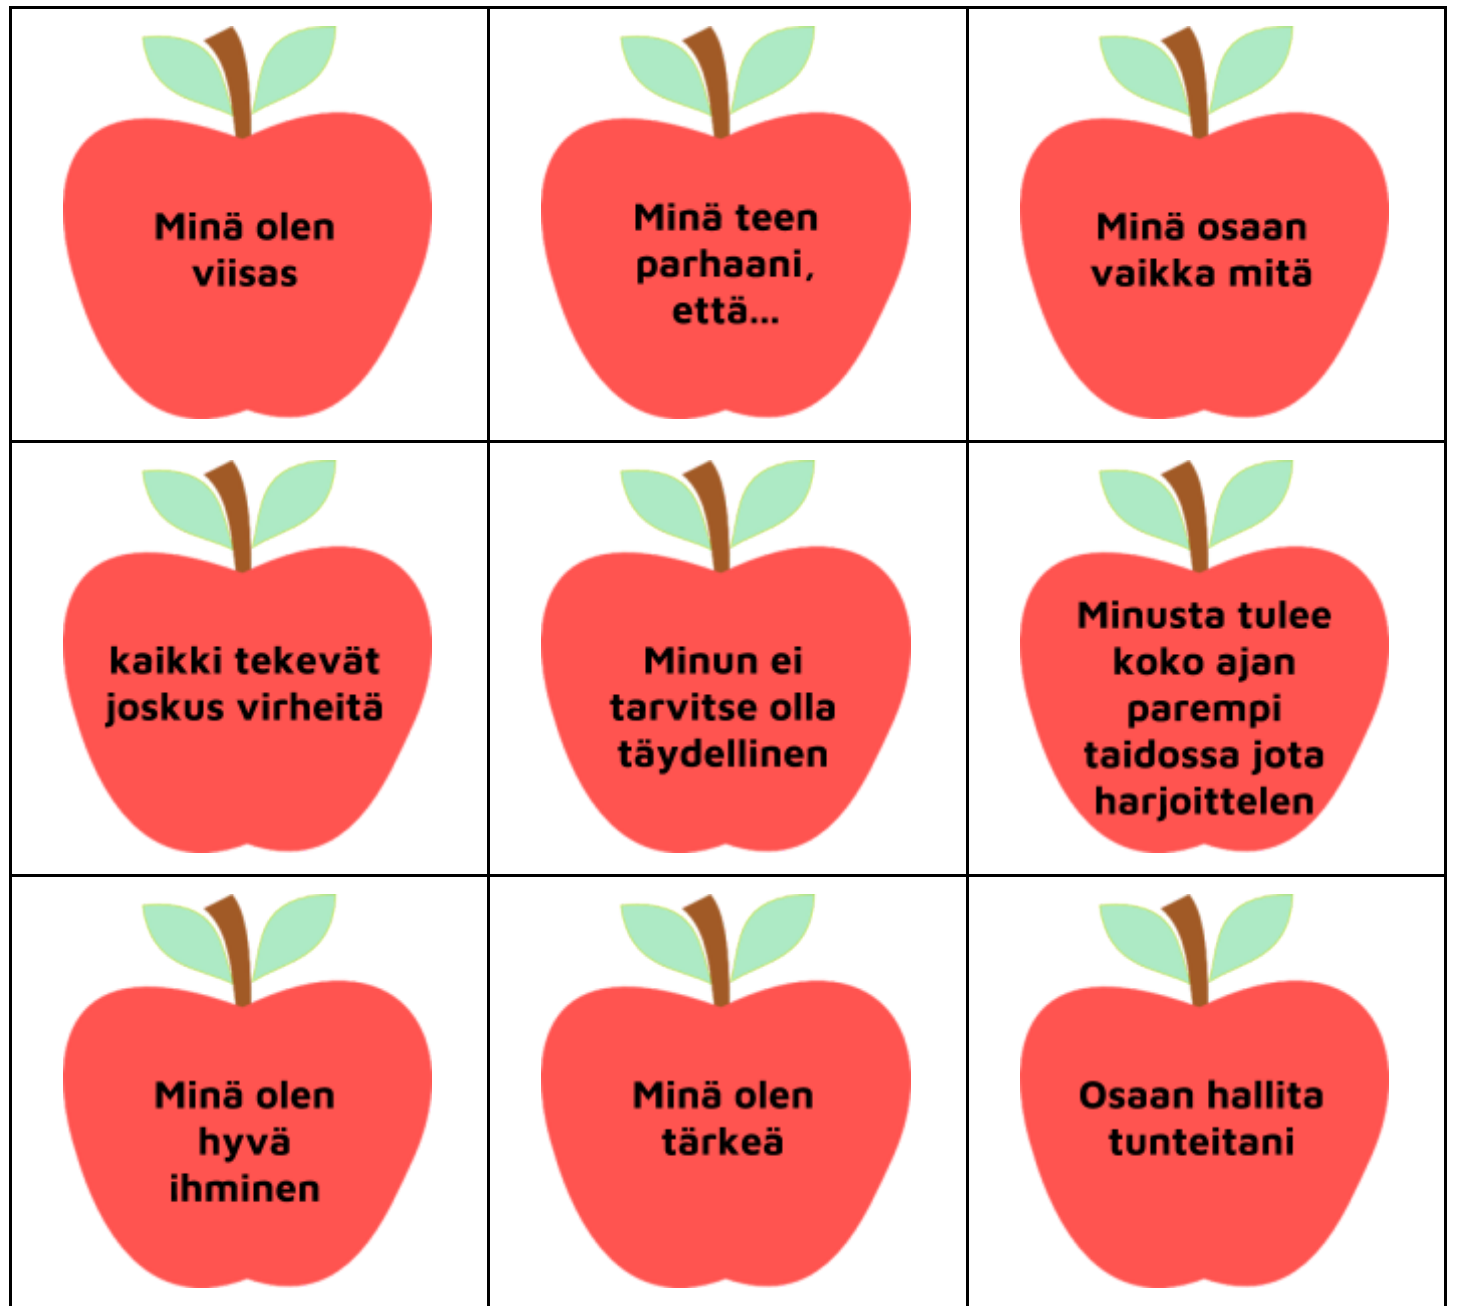 Minä olen
viisas
Minä teen
parhaani,
että...
Minä osaan
vaikka mitä
kaikki tekevät
joskus virheitä
Minun ei
tarvitse olla
täydellinen
Minusta tulee
koko ajan
parempi
taidossa jota
harjoittelen
Minä olen
hyvä
ihminen
Minä olen
tärkeä
Osaan hallita
tunteitani